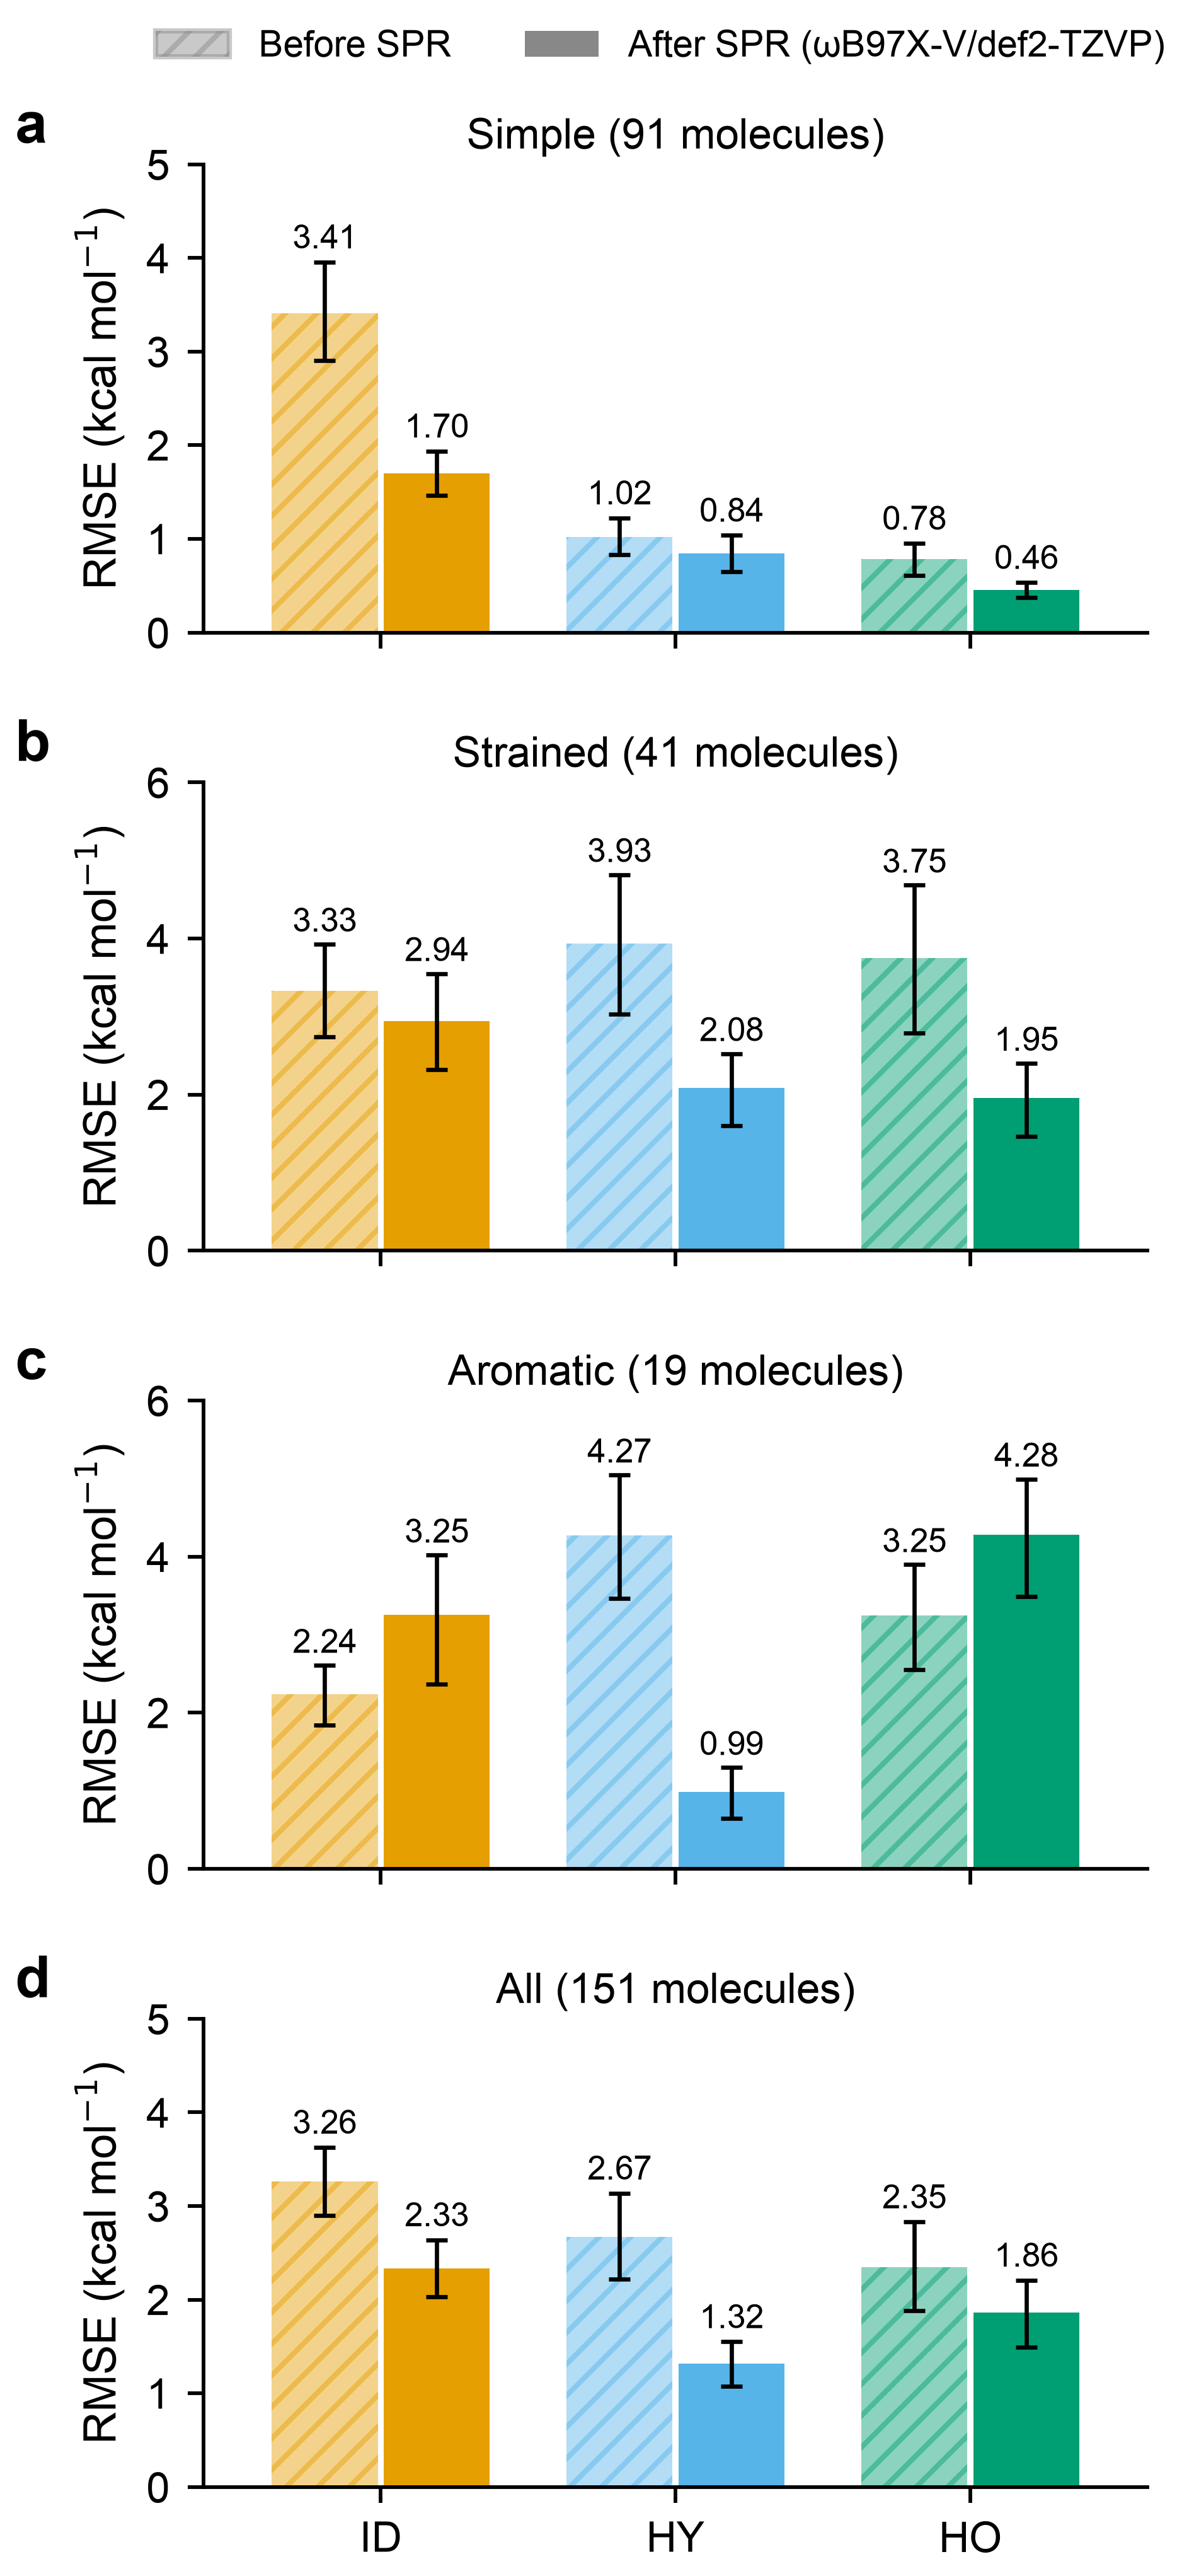 Before SPR
After SPR (ωB97X-V/def2-TZVP)
a
Simple (91 molecules)
RMSE (kcal mol⁻¹)
5
4
3
2
1
0
3.41
1.70
1.02
0.84
0.78
0.46
b
Strained (41 molecules)
RMSE (kcal mol⁻¹)
6
4
2
0
3.33
2.94
3.93
2.08
3.75
1.95
c
Aromatic (19 molecules)
RMSE (kcal mol⁻¹)
6
4
2
0
2.24
3.25
4.27
0.99
3.25
4.28
d
All (151 molecules)
RMSE (kcal mol⁻¹)
5
4
3
2
1
0
3.26
2.33
2.67
1.32
2.35
1.86
ID
HY
HO